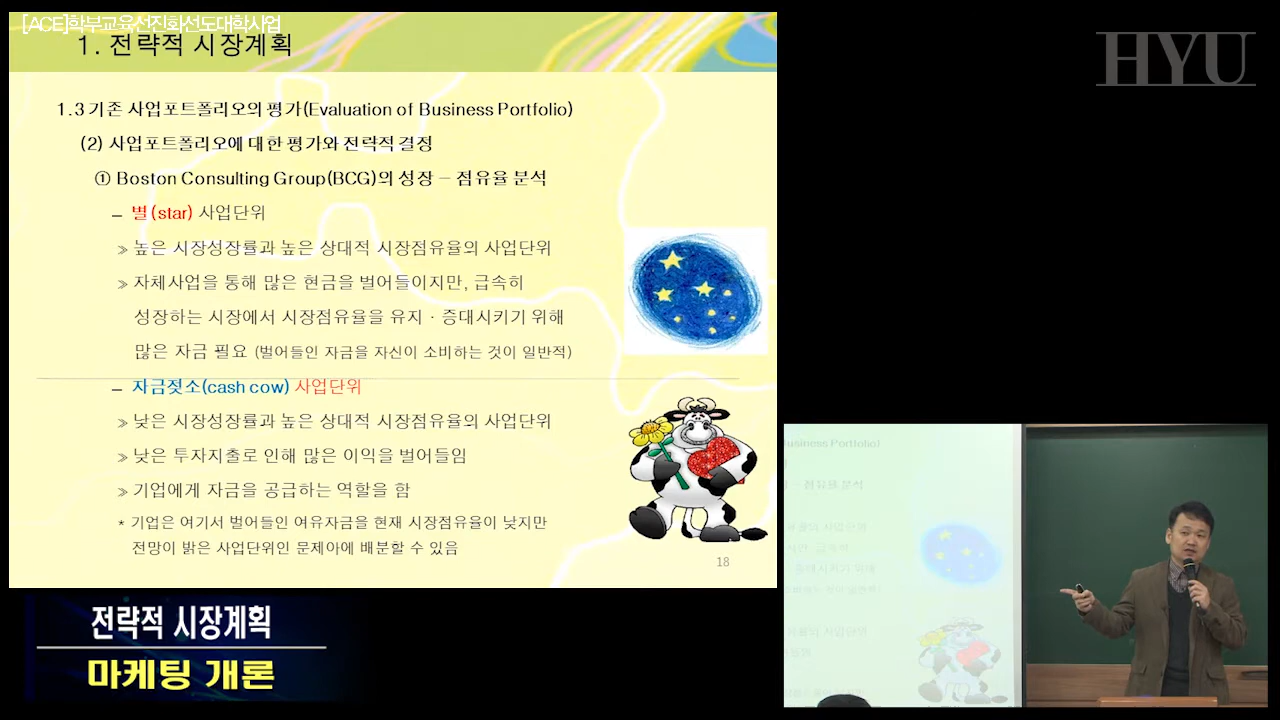 [ACE]학부교육선진화선도대학사업
1. 전략적 시장계획
HYU
1.3 기존 사업포트폴리오의 평가(Evaluation of Business Portfolio)
(2) 사업포트폴리오에 대한 평가와 전략적 결정
① Boston Consulting Group(BCG)의 성장 – 점유율 분석
– 별(star) 사업단위
» 높은 시장성장률과 높은 상대적 시장점유율의 사업단위
» 자체사업을 통해 많은 현금을 벌어들이지만, 급속히
성장하는 시장에서 시장점유율을 유지 · 증대시키기 위해
많은 자금 필요 (벌어들인 자금을 자신이 소비하는 것이 일반적)
– 자금젖소(cash cow) 사업단위
» 낮은 시장성장률과 높은 상대적 시장점유율의 사업단위
» 낮은 투자지출로 인해 많은 이익을 벌어들임
» 기업에게 자금을 공급하는 역할을 함
* 기업은 여기서 벌어들인 여유자금을 현재 시장점유율이 낮지만
전망이 밝은 사업단위인 문제아에 배분할 수 있음
18
전략적 시장계획
마케팅 개론
Business Portfolio)
– 점유율 분석